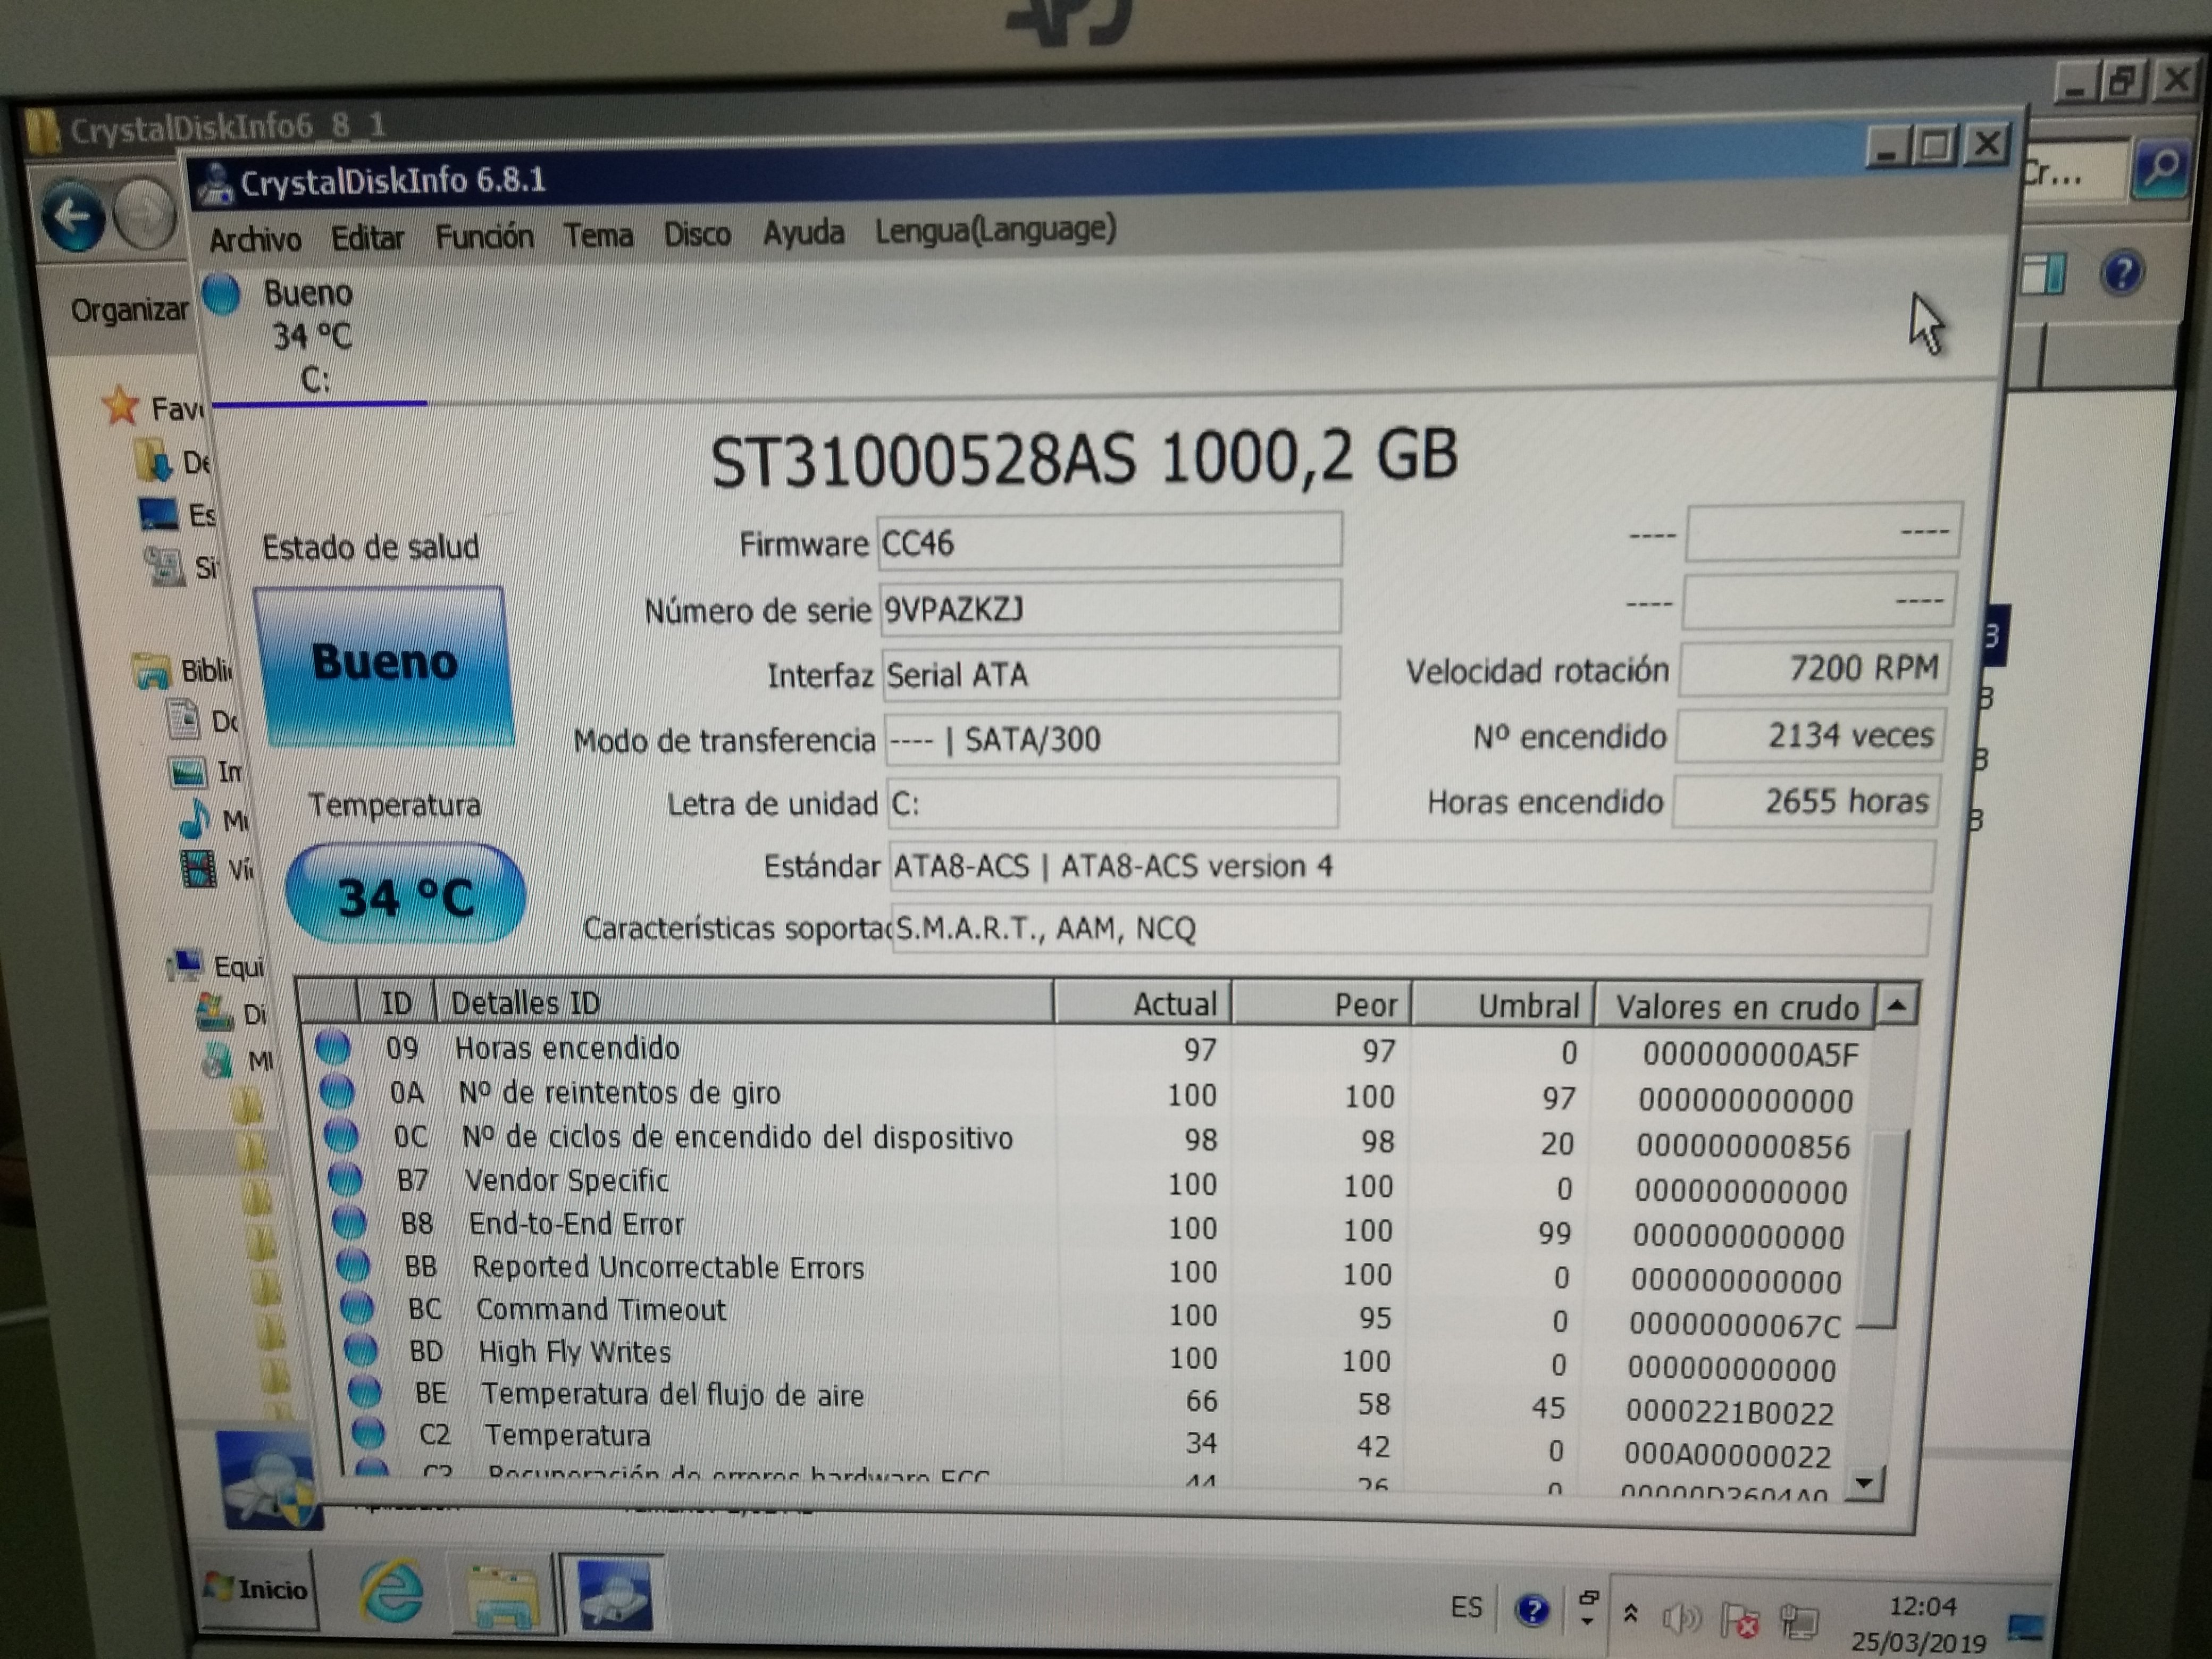 CrystalDiskInfo6_8_1
CrystalDiskInfo 6.8.1
Cr...
Archivo Editar Función Tema Disco Ayuda Lengua(Language)
Organizar
Bueno
34 °C
C:
ST31000528AS 1000,2 GB
Estado de salud
Bueno
Temperatura
34 °C
Firmware CC46 ---- ----
Número de serie 9VPAZKZJ ---- ----
Interfaz Serial ATA Velocidad rotación 7200 RPM
Modo de transferencia ---- | SATA/300 Nº encendido 2134 veces
Letra de unidad C: Horas encendido 2655 horas
Estándar ATA8-ACS | ATA8-ACS version 4
Características soporta S.M.A.R.T., AAM, NCQ
ID Detalles ID Actual Peor Umbral Valores en crudo
09 Horas encendido 97 97 0 000000000A5F
0A Nº de reintentos de giro 100 100 97 000000000000
0C Nº de ciclos de encendido del dispositivo 98 98 20 000000000856
B7 Vendor Specific 100 100 0 000000000000
B8 End-to-End Error 100 100 99 000000000000
BB Reported Uncorrectable Errors 100 100 0 000000000000
BC Command Timeout 100 95 0 00000000067C
BD High Fly Writes 100 100 0 000000000000
BE Temperatura del flujo de aire 66 58 45 0000221B0022
C2 Temperatura 34 42 0 000A00000022
C3 Recuperación de errores hardware ECC 44 26 0
Fav
De
Es
Si
Bibli
Do
Im
Mú
Ví
Equi
Di
MI
Inicio
ES
12:04
25/03/2019